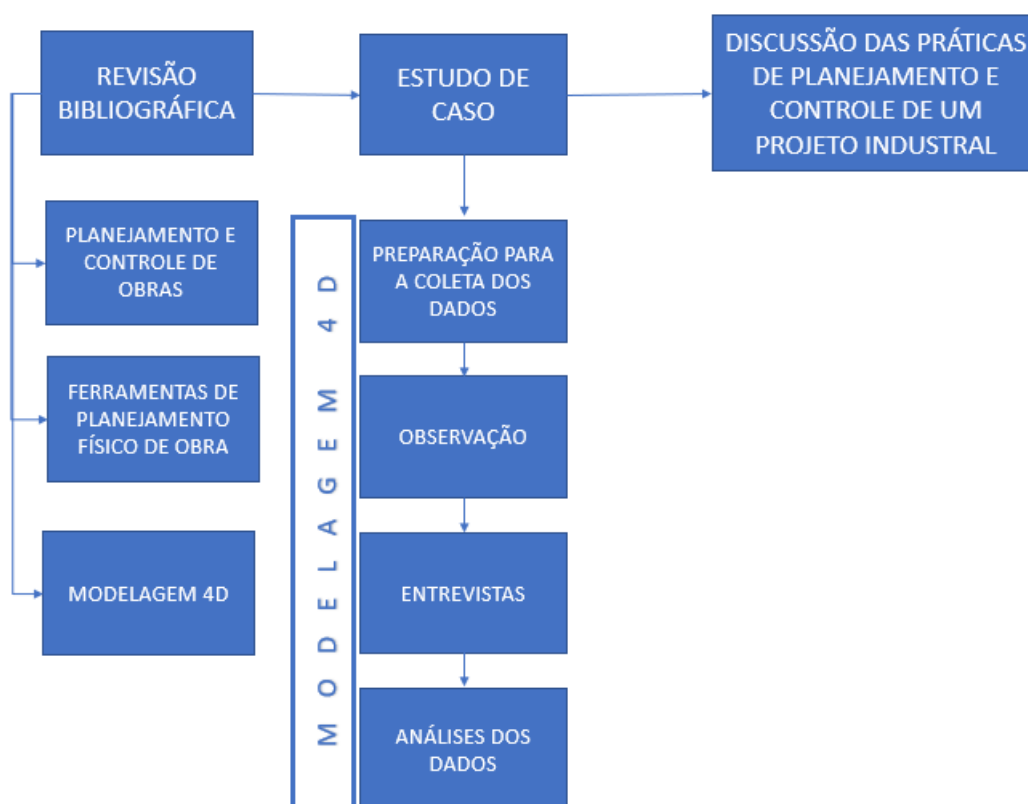 REVISÃO
BIBLIOGRÁFICA
ESTUDO DE
CASO
DISCUSSÃO DAS PRÁTICAS
DE PLANEJAMENTO E
CONTROLE DE UM
PROJETO INDUSTRAL
PLANEJAMENTO E
CONTROLE DE
OBRAS
FERRAMENTAS DE
PLANEJAMENTO
FÍSICO DE OBRA
MODELAGEM 4D
MODELAGEM 4D
PREPARAÇÃO PARA
A COLETA DOS
DADOS
OBSERVAÇÃO
ENTREVISTAS
ANÁLISES DOS
DADOS